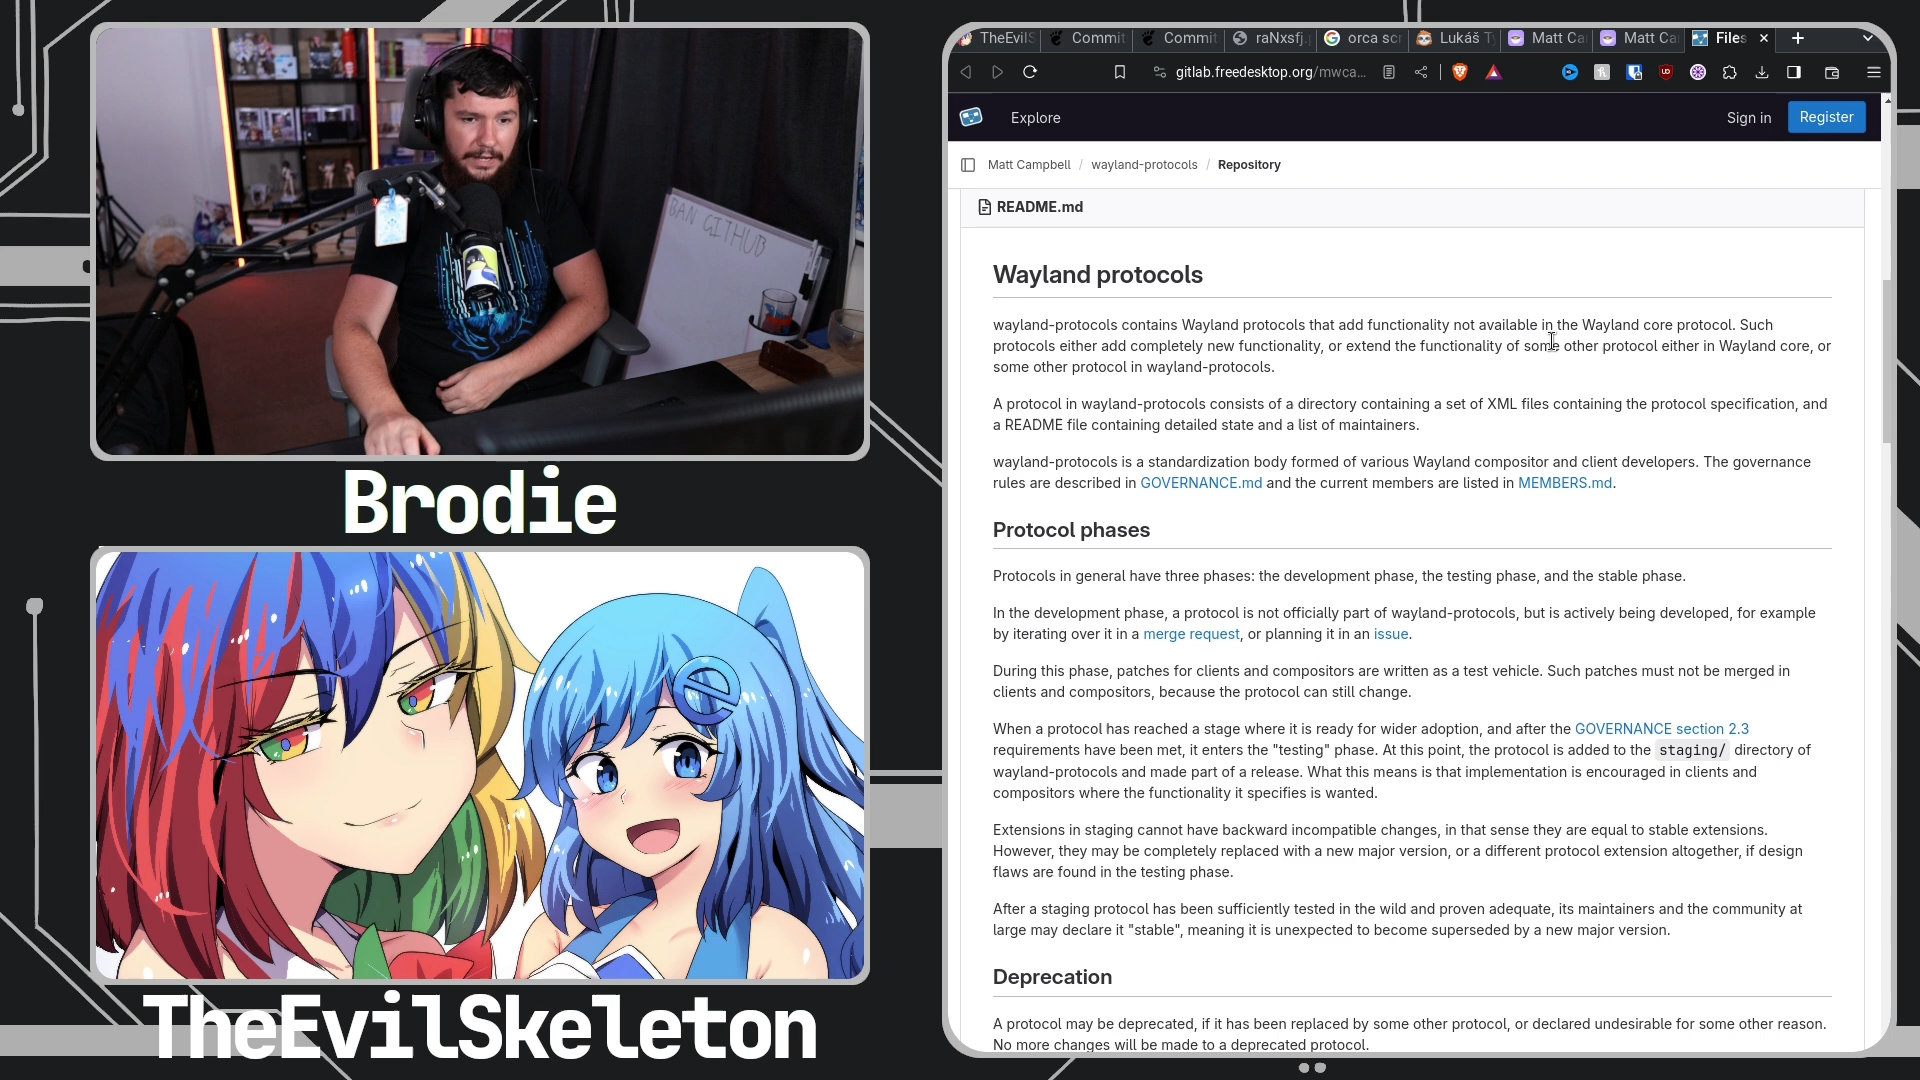 BAN GITHUB
Brodie
TheEvilSkeleton
TheEvilS
Commit
Commit
raNxsfj.
orca scr
Lukáš Ty
Matt Ca
Matt Ca
Files
gitlab.freedesktop.org/mwca...
Explore
Sign in
Register
Matt Campbell / wayland-protocols / Repository
README.md
Wayland protocols
wayland-protocols contains Wayland protocols that add functionality not available in the Wayland core protocol. Such
protocols either add completely new functionality, or extend the functionality of some other protocol either in Wayland core, or
some other protocol in wayland-protocols.
A protocol in wayland-protocols consists of a directory containing a set of XML files containing the protocol specification, and
a README file containing detailed state and a list of maintainers.
wayland-protocols is a standardization body formed of various Wayland compositor and client developers. The governance
rules are described in GOVERNANCE.md and the current members are listed in MEMBERS.md.
Protocol phases
Protocols in general have three phases: the development phase, the testing phase, and the stable phase.
In the development phase, a protocol is not officially part of wayland-protocols, but is actively being developed, for example
by iterating over it in a merge request, or planning it in an issue.
During this phase, patches for clients and compositors are written as a test vehicle. Such patches must not be merged in
clients and compositors, because the protocol can still change.
When a protocol has reached a stage where it is ready for wider adoption, and after the GOVERNANCE section 2.3
requirements have been met, it enters the "testing" phase. At this point, the protocol is added to the staging/ directory of
wayland-protocols and made part of a release. What this means is that implementation is encouraged in clients and
compositors where the functionality it specifies is wanted.
Extensions in staging cannot have backward incompatible changes, in that sense they are equal to stable extensions.
However, they may be completely replaced with a new major version, or a different protocol extension altogether, if design
flaws are found in the testing phase.
After a staging protocol has been sufficiently tested in the wild and proven adequate, its maintainers and the community at
large may declare it "stable", meaning it is unexpected to become superseded by a new major version.
Deprecation
A protocol may be deprecated, if it has been replaced by some other protocol, or declared undesirable for some other reason.
No more changes will be made to a deprecated protocol.